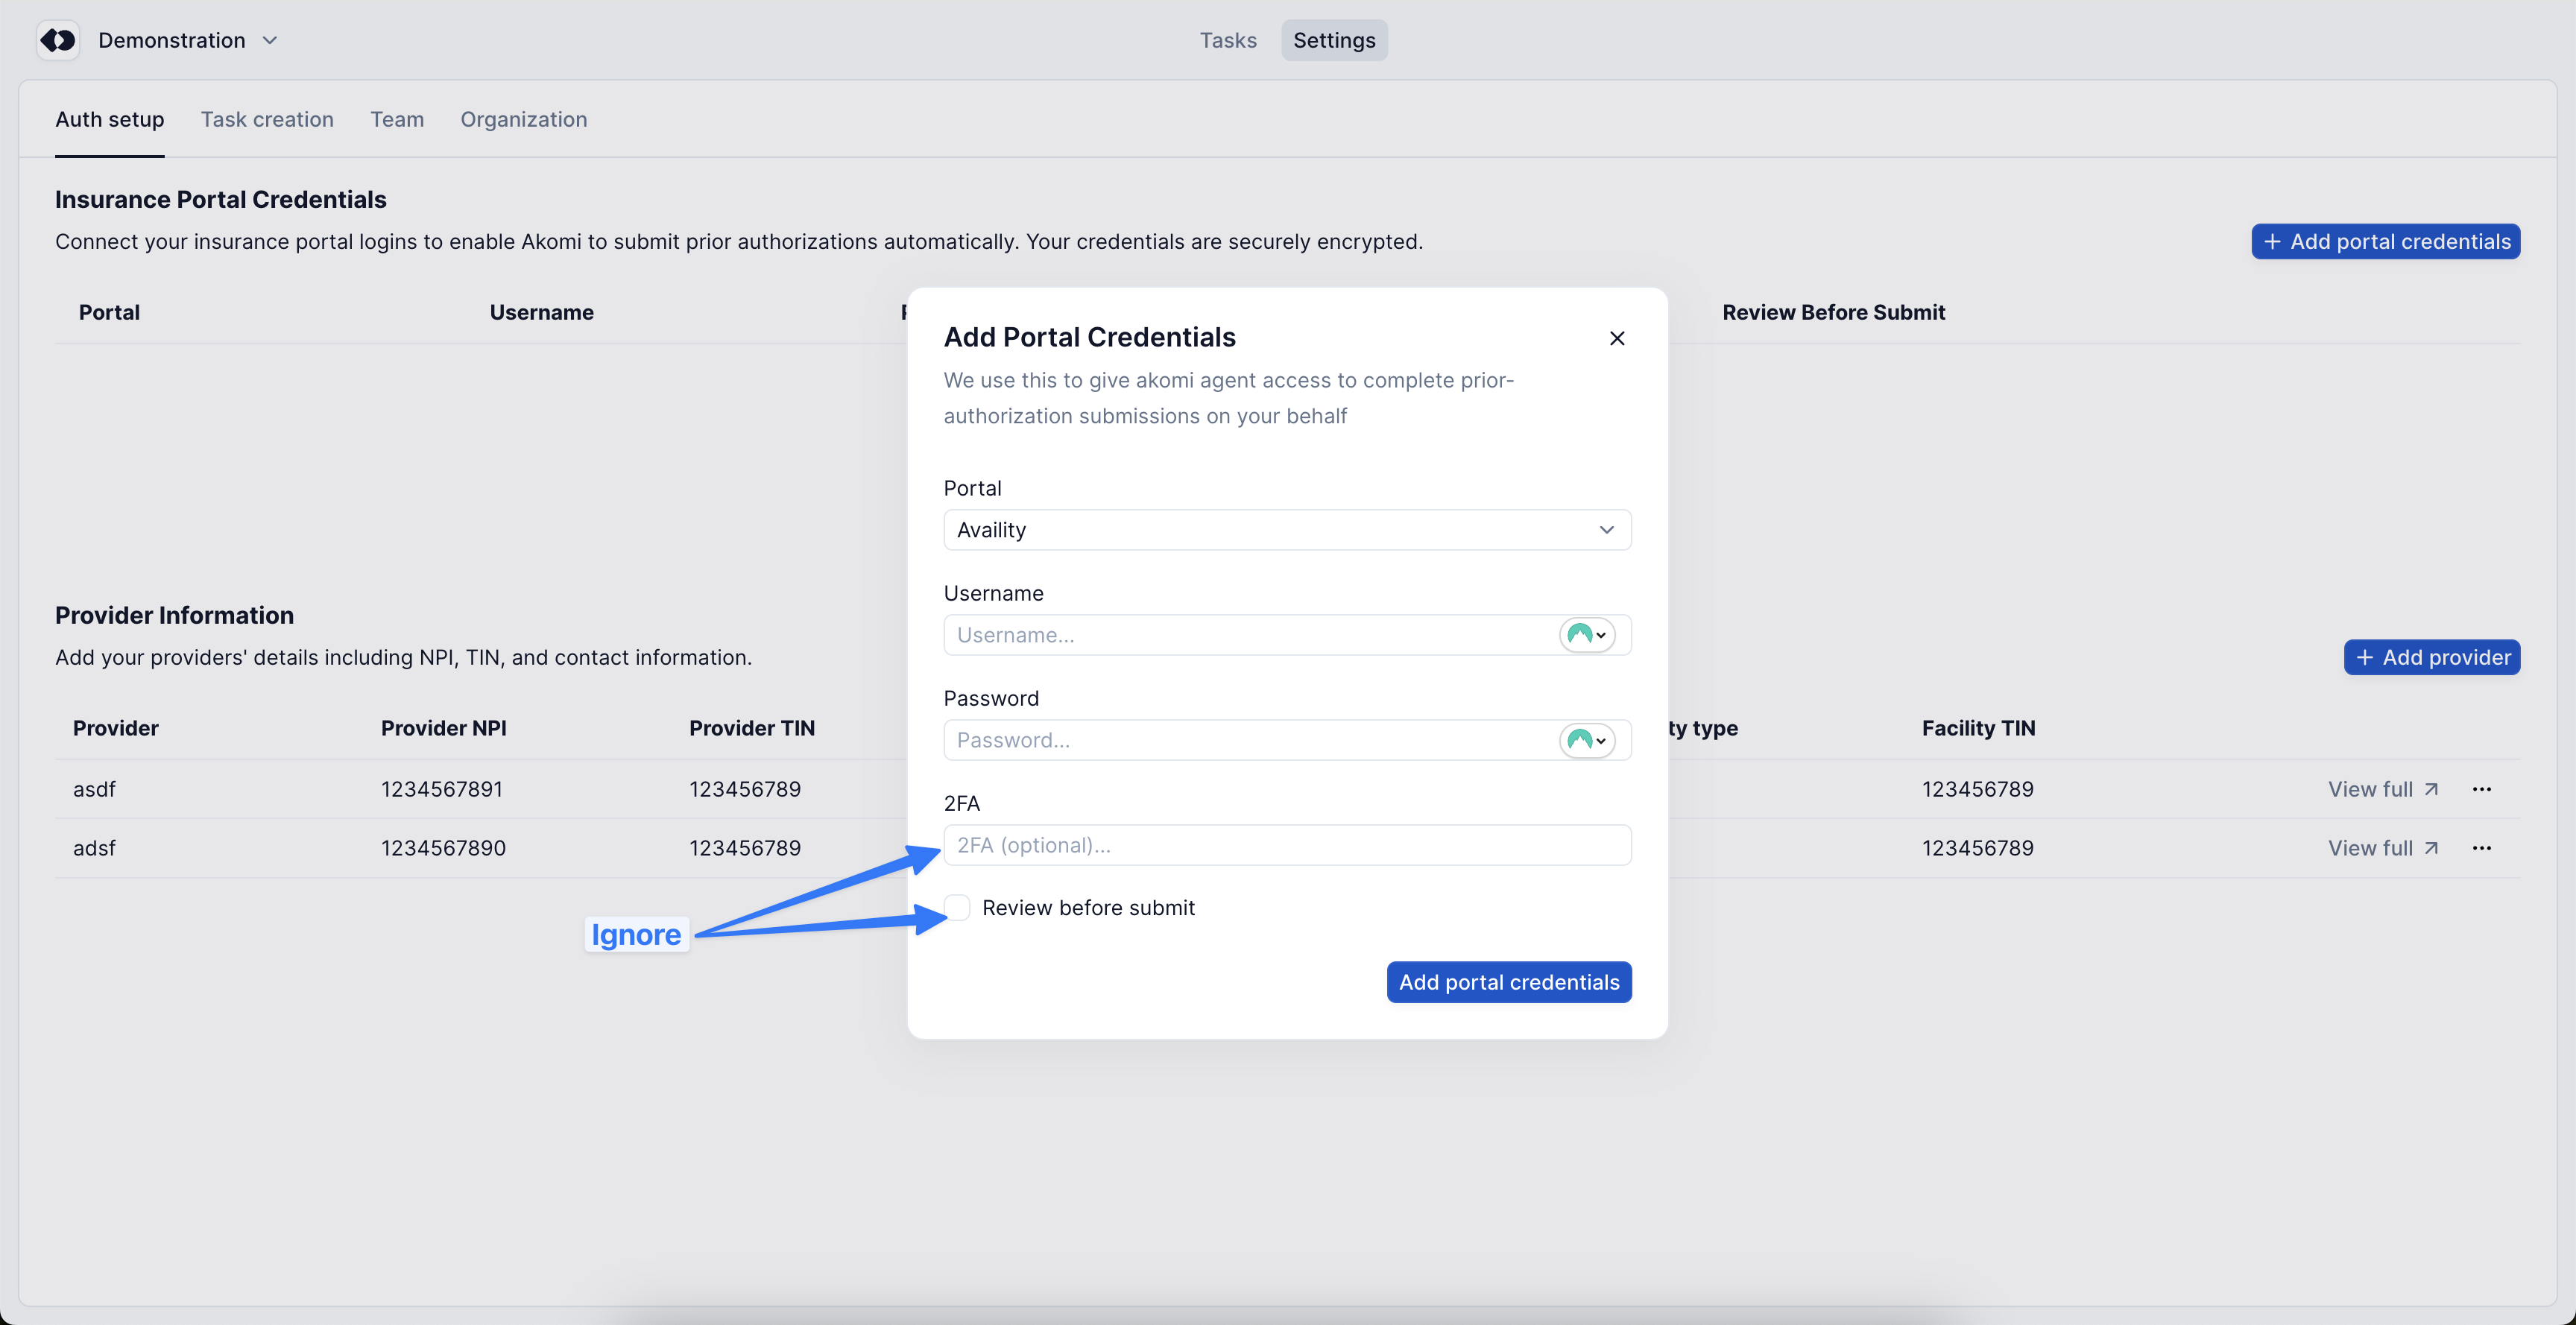 Demonstration
Tasks Settings
Auth setup Task creation Team Organization
Insurance Portal Credentials
Connect your insurance portal logins to enable Akomi to submit prior authorizations automatically. Your credentials are securely encrypted.
+ Add portal credentials
Portal Username Review Before Submit
Add Portal Credentials
We use this to give akomi agent access to complete prior-
authorization submissions on your behalf
Portal
Availity
Username
Username...
Password
Password...
2FA
2FA (optional)...
Review before submit
Add portal credentials
Ignore
Provider Information
Add your providers' details including NPI, TIN, and contact information.
+ Add provider
Provider Provider NPI Provider TIN ty type Facility TIN
asdf 1234567891 123456789 123456789 View full
adsf 1234567890 123456789 123456789 View full